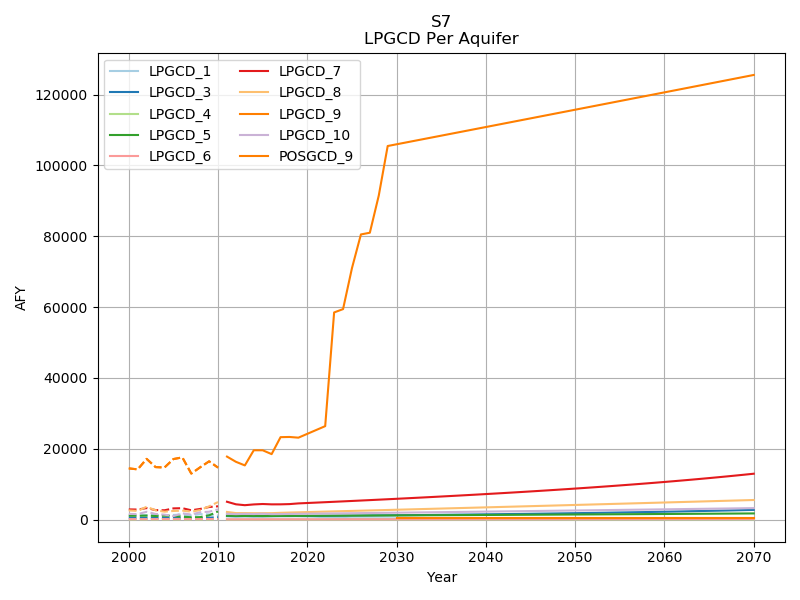 S7
LPGCD Per Aquifer
LPGCD_1
LPGCD_3
LPGCD_4
LPGCD_5
LPGCD_6
LPGCD_7
LPGCD_8
LPGCD_9
LPGCD_10
POSGCD_9
120000
100000
80000
60000
40000
20000
0
AFY
2000
2010
2020
2030
2040
2050
2060
2070
Year